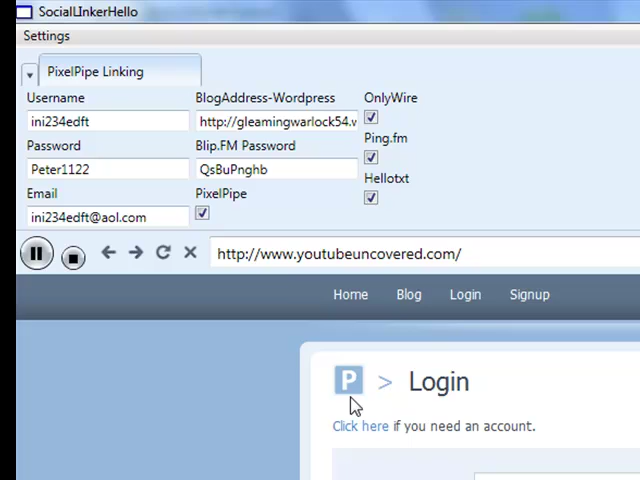 SocialLInkerHello
Settings
PixelPipe Linking
Username BlogAddress-Wordpress OnlyWire
ini234edft http://gleamingwarlock54.w
Ping.fm
Password Blip.FM Password
Peter1122 QsBuPnghb
Hellotxt
Email PixelPipe
ini234edft@aol.com
http://www.youtubeuncovered.com/
Home Blog Login Signup
P > Login
Click here if you need an account.